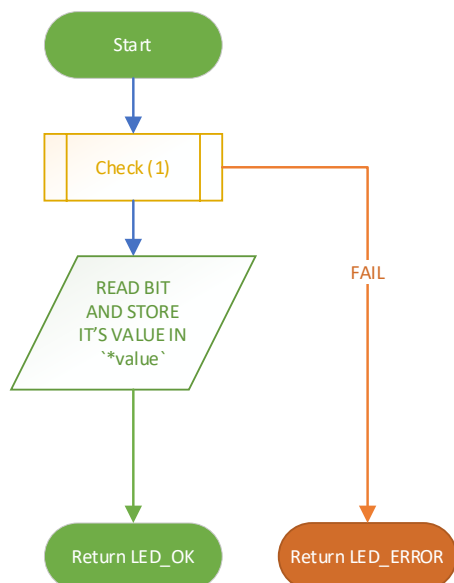 Start
Check (1)
FAIL
READ BIT
AND STORE
IT'S VALUE IN
`*value`
Return LED_OK
Return LED_ERROR